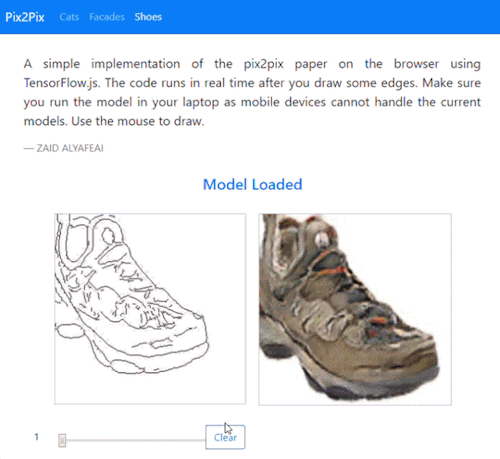 Pix2Pix Cats Facades Shoes
A simple implementation of the pix2pix paper on the browser using
TensorFlow.js. The code runs in real time after you draw some edges. Make sure
you run the model in your laptop as mobile devices cannot handle the current
models. Use the mouse to draw.
— ZAID ALYAFEAI
Model Loaded
1 Clear